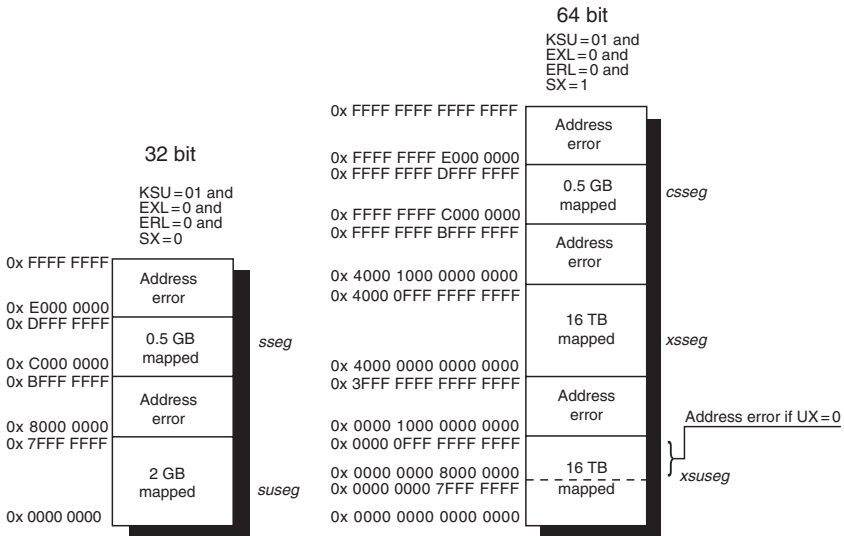 32 bit
KSU=01 and
EXL=0 and
ERL=0 and
SX=0
0x FFFF FFFF
Address
error
0x E000 0000
0x DFFF FFFF
0.5 GB
mapped
sseg
0x C000 0000
0x BFFF FFFF
Address
error
0x 8000 0000
0x 7FFF FFFF
2 GB
mapped
suseg
0x 0000 0000
64 bit
KSU=01 and
EXL=0 and
ERL=0 and
SX=1
0x FFFF FFFF FFFF FFFF
Address
error
0x FFFF FFFF E000 0000
0x FFFF FFFF DFFF FFFF
0.5 GB
mapped
csseg
0x FFFF FFFF C000 0000
0x FFFF FFFF BFFF FFFF
Address
error
0x 4000 1000 0000 0000
0x 4000 0FFF FFFF FFFF
16 TB
mapped
xsseg
0x 4000 0000 0000 0000
0x 3FFF FFFF FFFF FFFF
Address
error
0x 0000 1000 0000 0000
0x 0000 0FFF FFFF FFFF
Address error if UX=0
16 TB
mapped
xsuseg
0x 0000 0000 8000 0000
0x 0000 0000 7FFF FFFF
0x 0000 0000 0000 0000